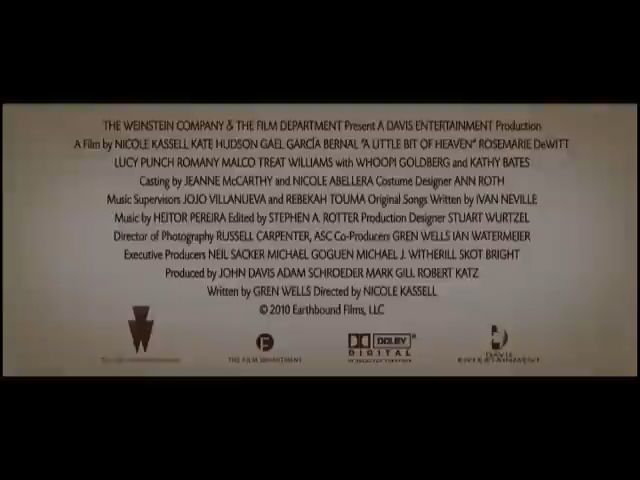 THE WEINSTEIN COMPANY & THE FILM DEPARTMENT Present A DAVIS ENTERTAINMENT Production
A Film by NICOLE KASSELL KATE HUDSON GAEL GARCÍA BERNAL "A LITTLE BIT OF HEAVEN" ROSEMARIE DeWITT
LUCY PUNCH ROMANY MALCO TREAT WILLIAMS with WHOOPI GOLDBERG and KATHY BATES
Casting by JEANNE McCARTHY and NICOLE ABELLERA Costume Designer ANN ROTH
Music Supervisors JOJO VILLANUEVA and REBEKAH TOUMA Original Songs Written by IVAN NEVILLE
Music by HEITOR PEREIRA Edited by STEPHEN A. ROTTER Production Designer STUART WURTZEL
Director of Photography RUSSELL CARPENTER, ASC Co-Producers GREN WELLS IAN WATERMEIER
Executive Producers NEIL SACKER MICHAEL GOGUEN MICHAEL J. WITHERILL SKOT BRIGHT
Produced by JOHN DAVIS ADAM SCHROEDER MARK GILL ROBERT KATZ
Written by GREN WELLS Directed by NICOLE KASSELL
© 2010 Earthbound Films, LLC
THE FILM DEPARTMENT
DOLBY
DIGITAL
DAVIS
ENTERTAINMENT